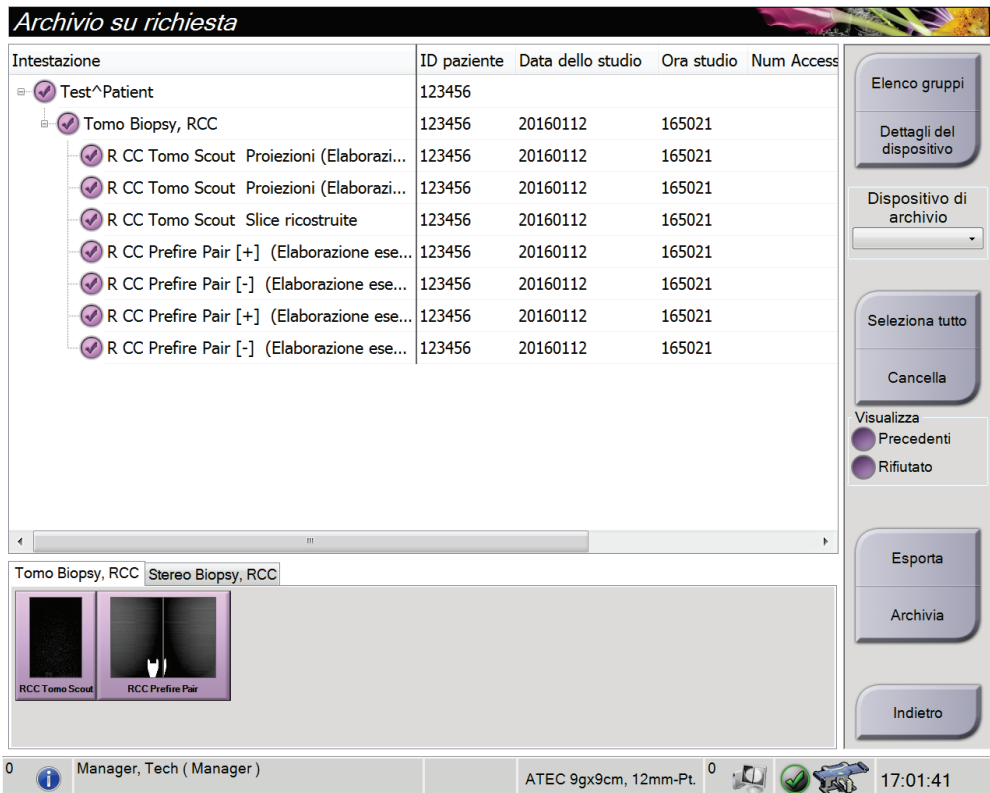 Archivio su richiesta
Intestazione ID paziente Data dello studio Ora studio Num Access
Test^Patient 123456
Tomo Biopsy, RCC 123456 20160112 165021
R CC Tomo Scout Proiezioni (Elaborazi... 123456 20160112 165021
R CC Tomo Scout Proiezioni (Elaborazi... 123456 20160112 165021
R CC Tomo Scout Slice ricostruite 123456 20160112 165021
R CC Prefire Pair [+] (Elaborazione ese... 123456 20160112 165021
R CC Prefire Pair [-] (Elaborazione ese... 123456 20160112 165021
R CC Prefire Pair [+] (Elaborazione ese... 123456 20160112 165021
R CC Prefire Pair [-] (Elaborazione ese... 123456 20160112 165021
Elenco gruppi
Dettagli del
dispositivo
Dispositivo di
archivio
Seleziona tutto
Cancella
Visualizza
Precedenti
Rifiutato
Esporta
Archivia
Indietro
Tomo Biopsy, RCC Stereo Biopsy, RCC
RCC Tomo Scout RCC Prefire Pair
0 Manager, Tech ( Manager ) ATEC 9gx9cm, 12mm-Pt. 0 17:01:41